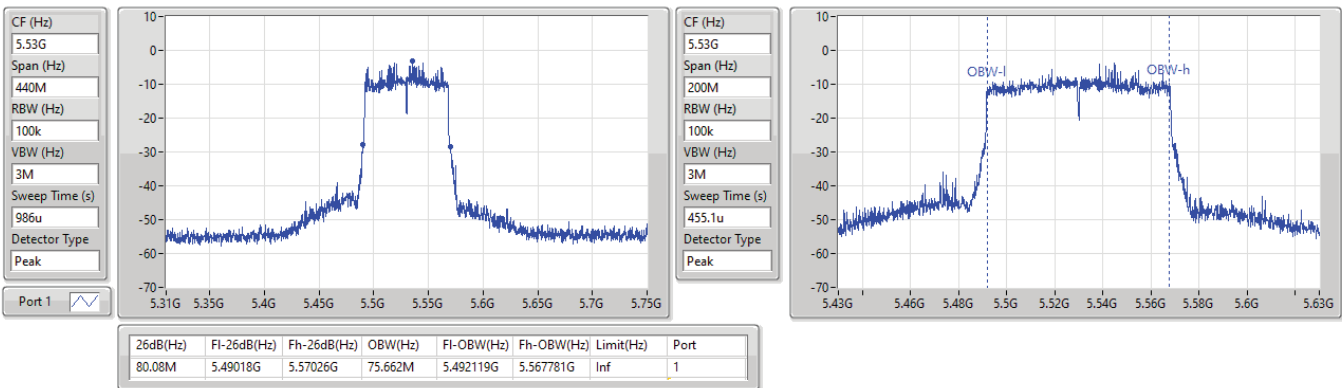 CF (Hz)
5.53G
Span (Hz)
440M
RBW (Hz)
100k
VBW (Hz)
3M
Sweep Time (s)
986u
Detector Type
Peak
Port 1
10
0
-10
-20
-30
-40
-50
-60
-70
5.31G 5.35G 5.4G 5.45G 5.5G 5.55G 5.6G 5.65G 5.7G 5.75G
CF (Hz)
5.53G
Span (Hz)
200M
RBW (Hz)
100k
VBW (Hz)
3M
Sweep Time (s)
455.1u
Detector Type
Peak
10
0
-10
-20
-30
-40
-50
-60
-70
OBW-l OBW-h
5.43G 5.46G 5.48G 5.5G 5.52G 5.54G 5.56G 5.58G 5.6G 5.63G
26dB(Hz) Fl-26dB(Hz) Fh-26dB(Hz) OBW(Hz) Fl-OBW(Hz) Fh-OBW(Hz) Limit(Hz) Port
80.08M 5.49018G 5.57026G 75.662M 5.492119G 5.567781G Inf 1